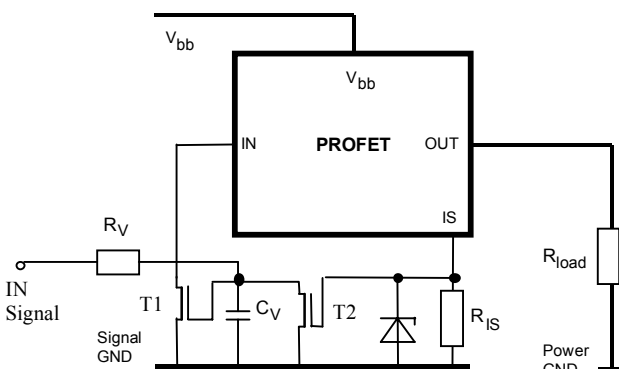 Vbb
Vbb
IN
PROFET
OUT
IS
RV
Rload
IN
Signal
T1
CV
T2
RIS
Signal
GND
Power
GND